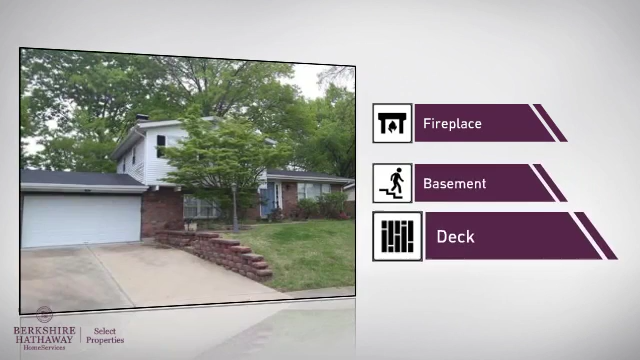 Fireplace
Basement
Deck
BERKSHIRE
HATHAWAY
HomeServices
Select
Properties